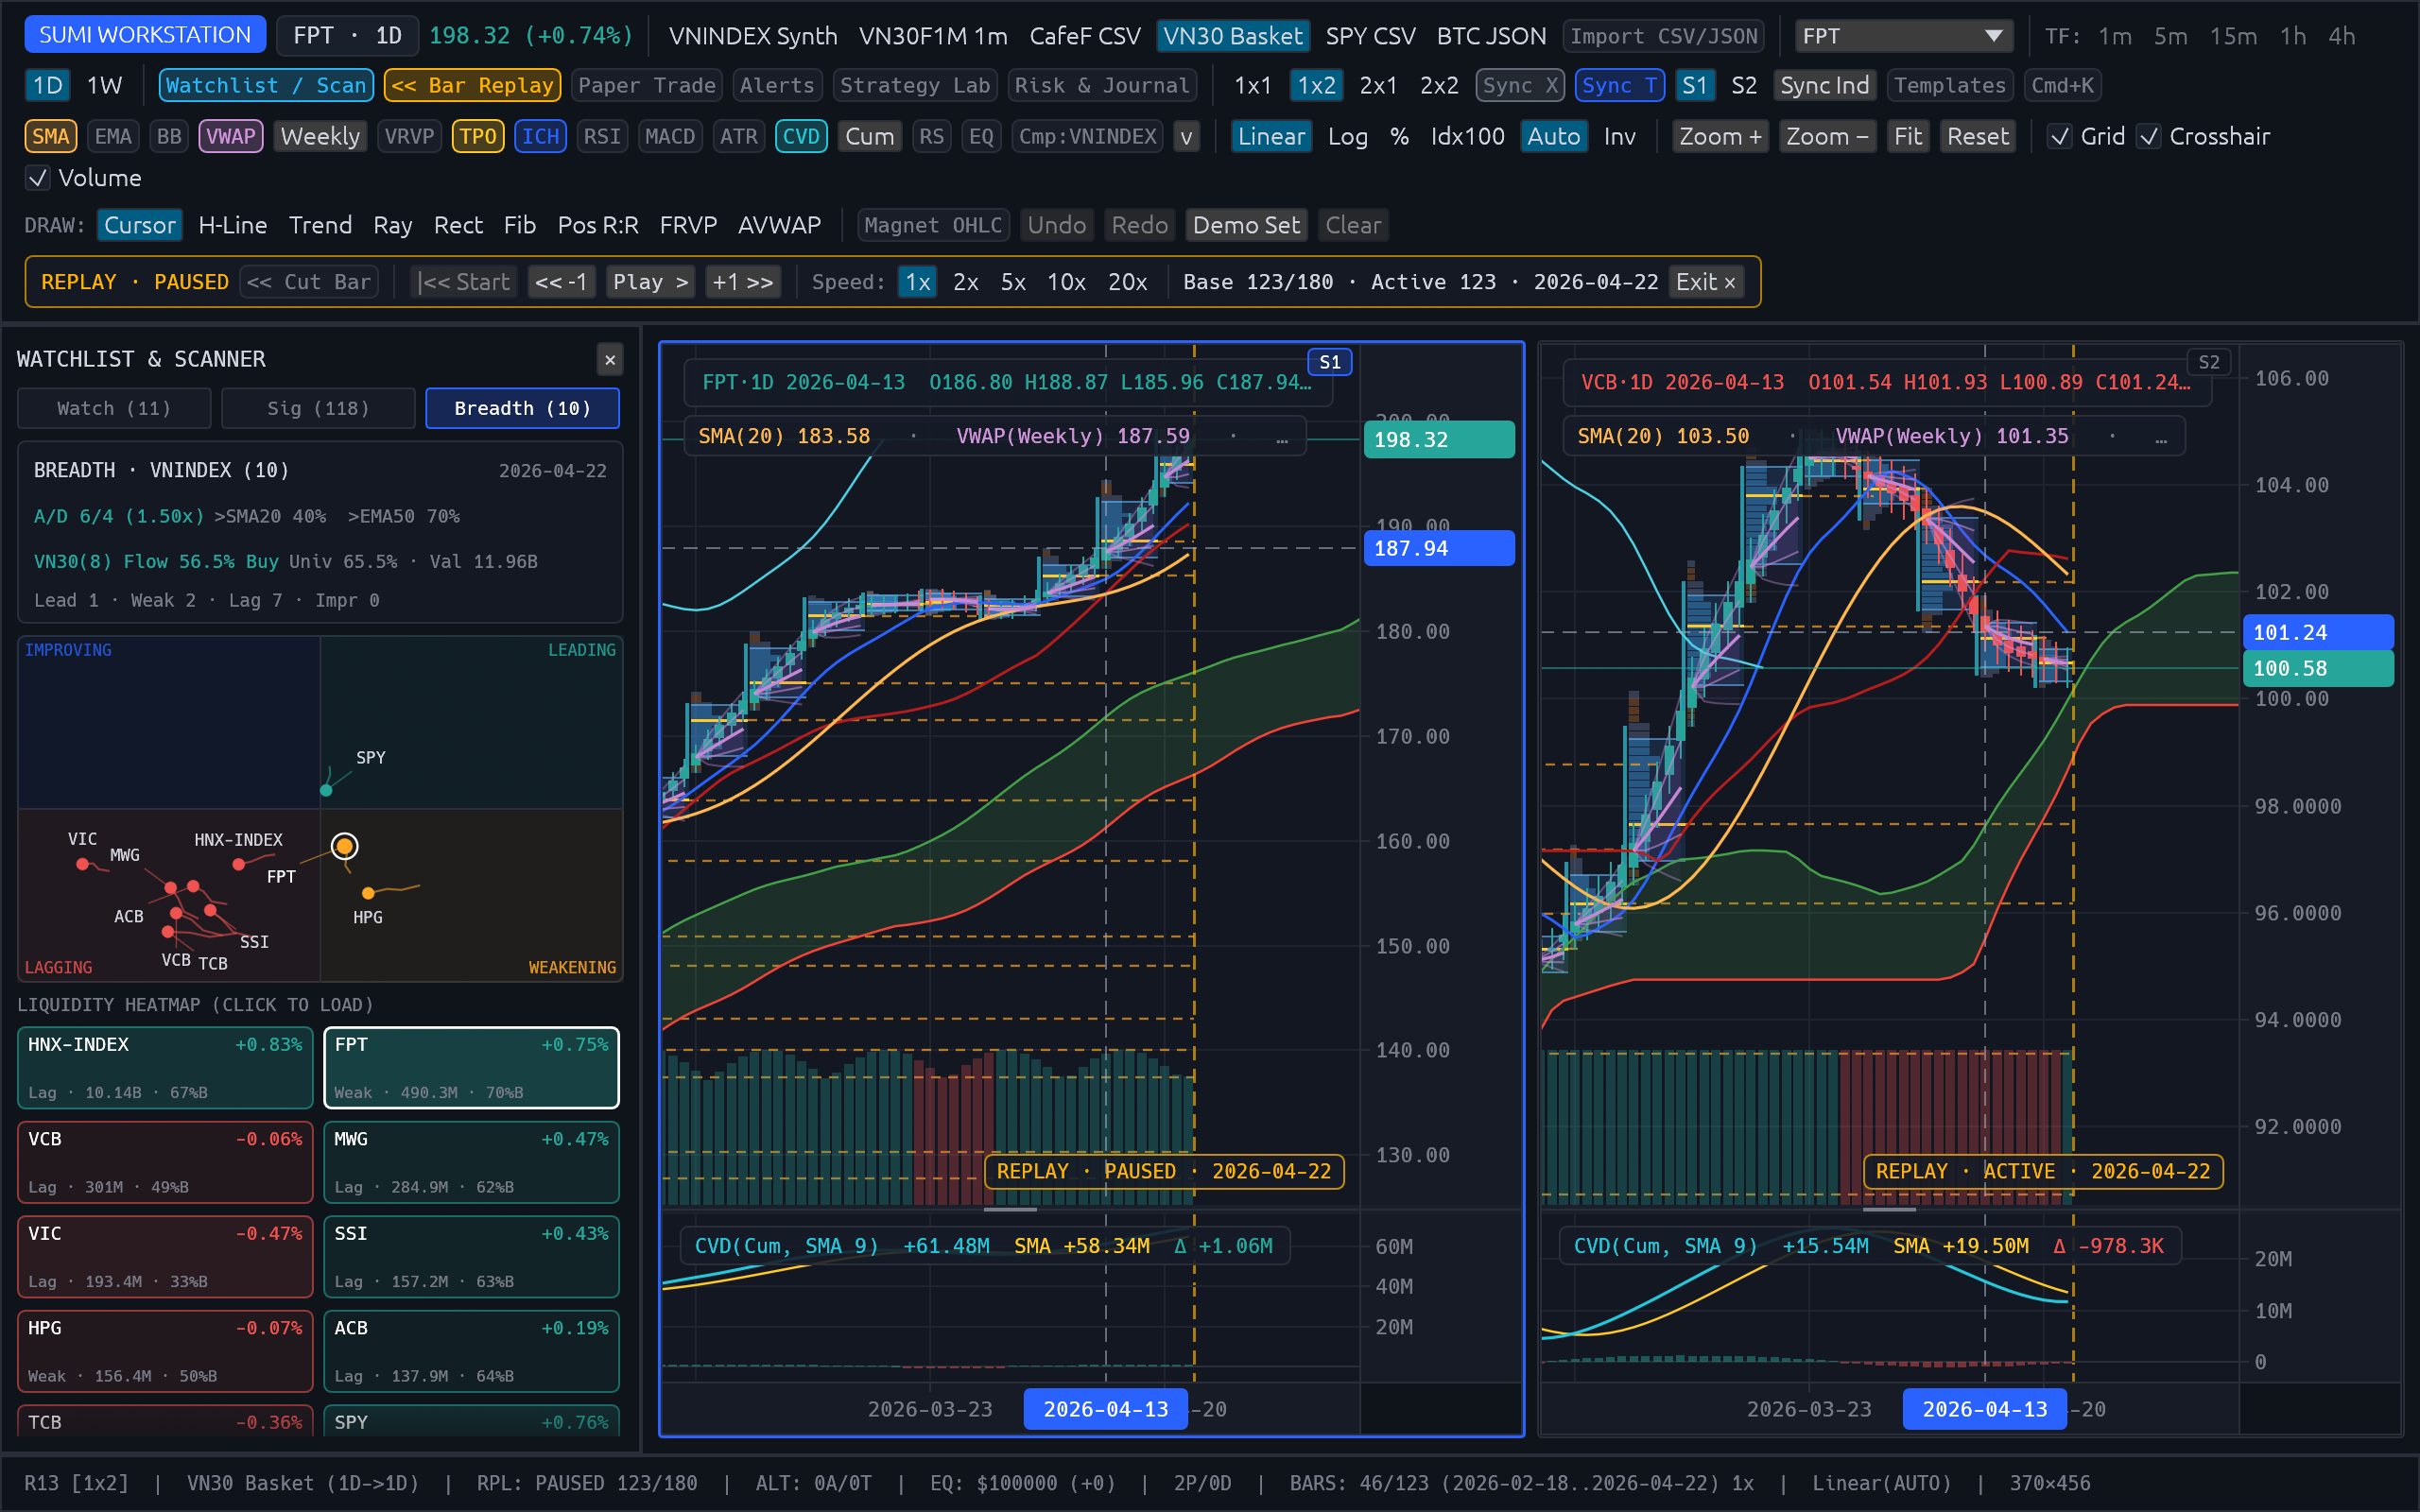 SUMI WORKSTATION FPT · 1D 198.32 (+0.74%) VNINDEX Synth VN30F1M 1m CafeF CSV VN30 Basket SPY CSV BTC JSON Import CSV/JSON FPT TF: 1m 5m 15m 1h 4h
1D 1W Watchlist / Scan << Bar Replay Paper Trade Alerts Strategy Lab Risk & Journal 1x1 1x2 2x1 2x2 Sync X Sync T S1 S2 Sync Ind Templates Cmd+K
SMA EMA BB VWAP Weekly VRVP TPO ICH RSI MACD ATR CVD Cum RS EQ Cmp:VNINDEX v Linear Log % Idx100 Auto Inv Zoom + Zoom − Fit Reset Grid Crosshair
Volume
DRAW: Cursor H-Line Trend Ray Rect Fib Pos R:R FRVP AVWAP Magnet OHLC Undo Redo Demo Set Clear
REPLAY · PAUSED << Cut Bar |<< Start << -1 Play > +1 >> Speed: 1x 2x 5x 10x 20x Base 123/180 · Active 123 · 2026-04-22 Exit ×
WATCHLIST & SCANNER ×
Watch (11) Sig (118) Breadth (10)
BREADTH · VNINDEX (10) 2026-04-22
A/D 6/4 (1.50x) >SMA20 40% >EMA50 70%
VN30(8) Flow 56.5% Buy Univ 65.5% · Val 11.96B
Lead 1 · Weak 2 · Lag 7 · Impr 0
IMPROVING LEADING
SPY
VIC HNX-INDEX
MWG
FPT
ACB HPG
SSI
VCB TCB
LAGGING WEAKENING
LIQUIDITY HEATMAP (CLICK TO LOAD)
HNX-INDEX +0.83% FPT +0.75%
Lag · 10.14B · 67%B Weak · 490.3M · 70%B
VCB -0.06% MWG +0.47%
Lag · 301M · 49%B Lag · 284.9M · 62%B
VIC -0.47% SSI +0.43%
Lag · 193.4M · 33%B Lag · 157.2M · 63%B
HPG -0.07% ACB +0.19%
Weak · 156.4M · 50%B Lag · 137.9M · 64%B
TCB -0.36% SPY +0.76%
S1
FPT·1D 2026-04-13 O186.80 H188.87 L185.96 C187.94…
SMA(20) 183.58 · VWAP(Weekly) 187.59 · …
200.00
198.32
190.00
187.94
180.00
170.00
160.00
150.00
140.00
130.00
REPLAY · PAUSED · 2026-04-22
CVD(Cum, SMA 9) +61.48M SMA +58.34M Δ +1.06M
60M
40M
20M
2026-03-23 2026-04-13 -20
S2
VCB·1D 2026-04-13 O101.54 H101.93 L100.89 C101.24…
SMA(20) 103.50 · VWAP(Weekly) 101.35 · …
106.00
104.00
102.00
101.24
100.58
100.00
98.0000
96.0000
94.0000
92.0000
REPLAY · ACTIVE · 2026-04-22
CVD(Cum, SMA 9) +15.54M SMA +19.50M Δ -978.3K
20M
10M
0
2026-03-23 2026-04-13 -20
R13 [1x2] | VN30 Basket (1D->1D) | RPL: PAUSED 123/180 | ALT: 0A/0T | EQ: $100000 (+0) | 2P/0D | BARS: 46/123 (2026-02-18..2026-04-22) 1x | Linear(AUTO) | 370×456